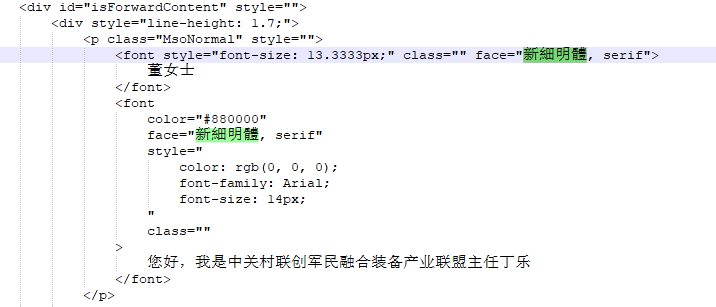 <div id="isForwardContent" style="">
<div style="line-height: 1.7;">
<p class="MsoNormal" style="">
<font style="font-size: 13.3333px;" class="" face="新細明體, serif">
董女士
</font>
<font
color="#880000"
face="新細明體, serif"
style="
color: rgb(0, 0, 0);
font-family: Arial;
font-size: 14px;
"
class=""
>
您好，我是中关村联创军民融合装备产业联盟主任丁乐
</font>
</p>